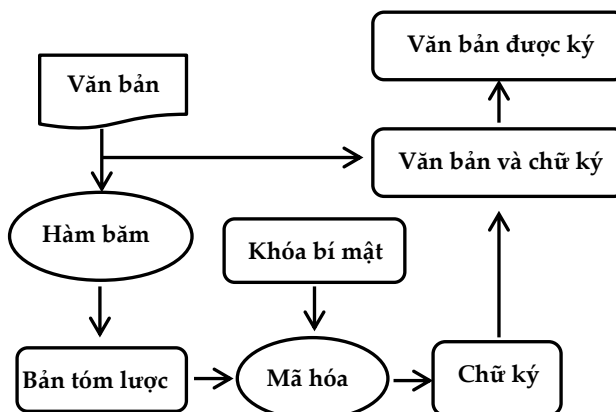 Văn bản được ký
Văn bản
Văn bản và chữ ký
Hàm băm
Khóa bí mật
Bản tóm lược
Mã hóa
Chữ ký